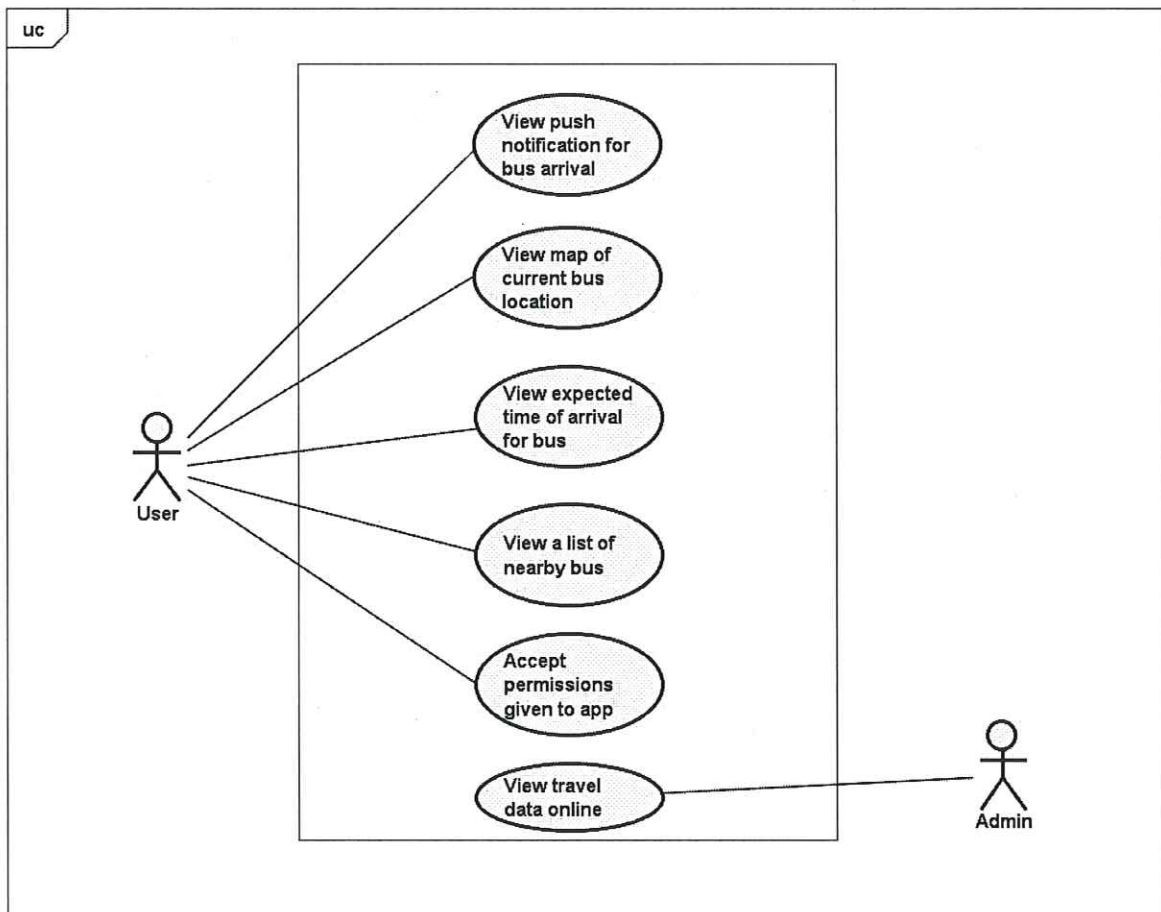 uc
View push
notification for
bus arrival
View map of
current bus
location
View expected
time of arrival
for bus
User
View a list of
nearby bus
Accept
permissions
given to app
View travel
data online
Admin